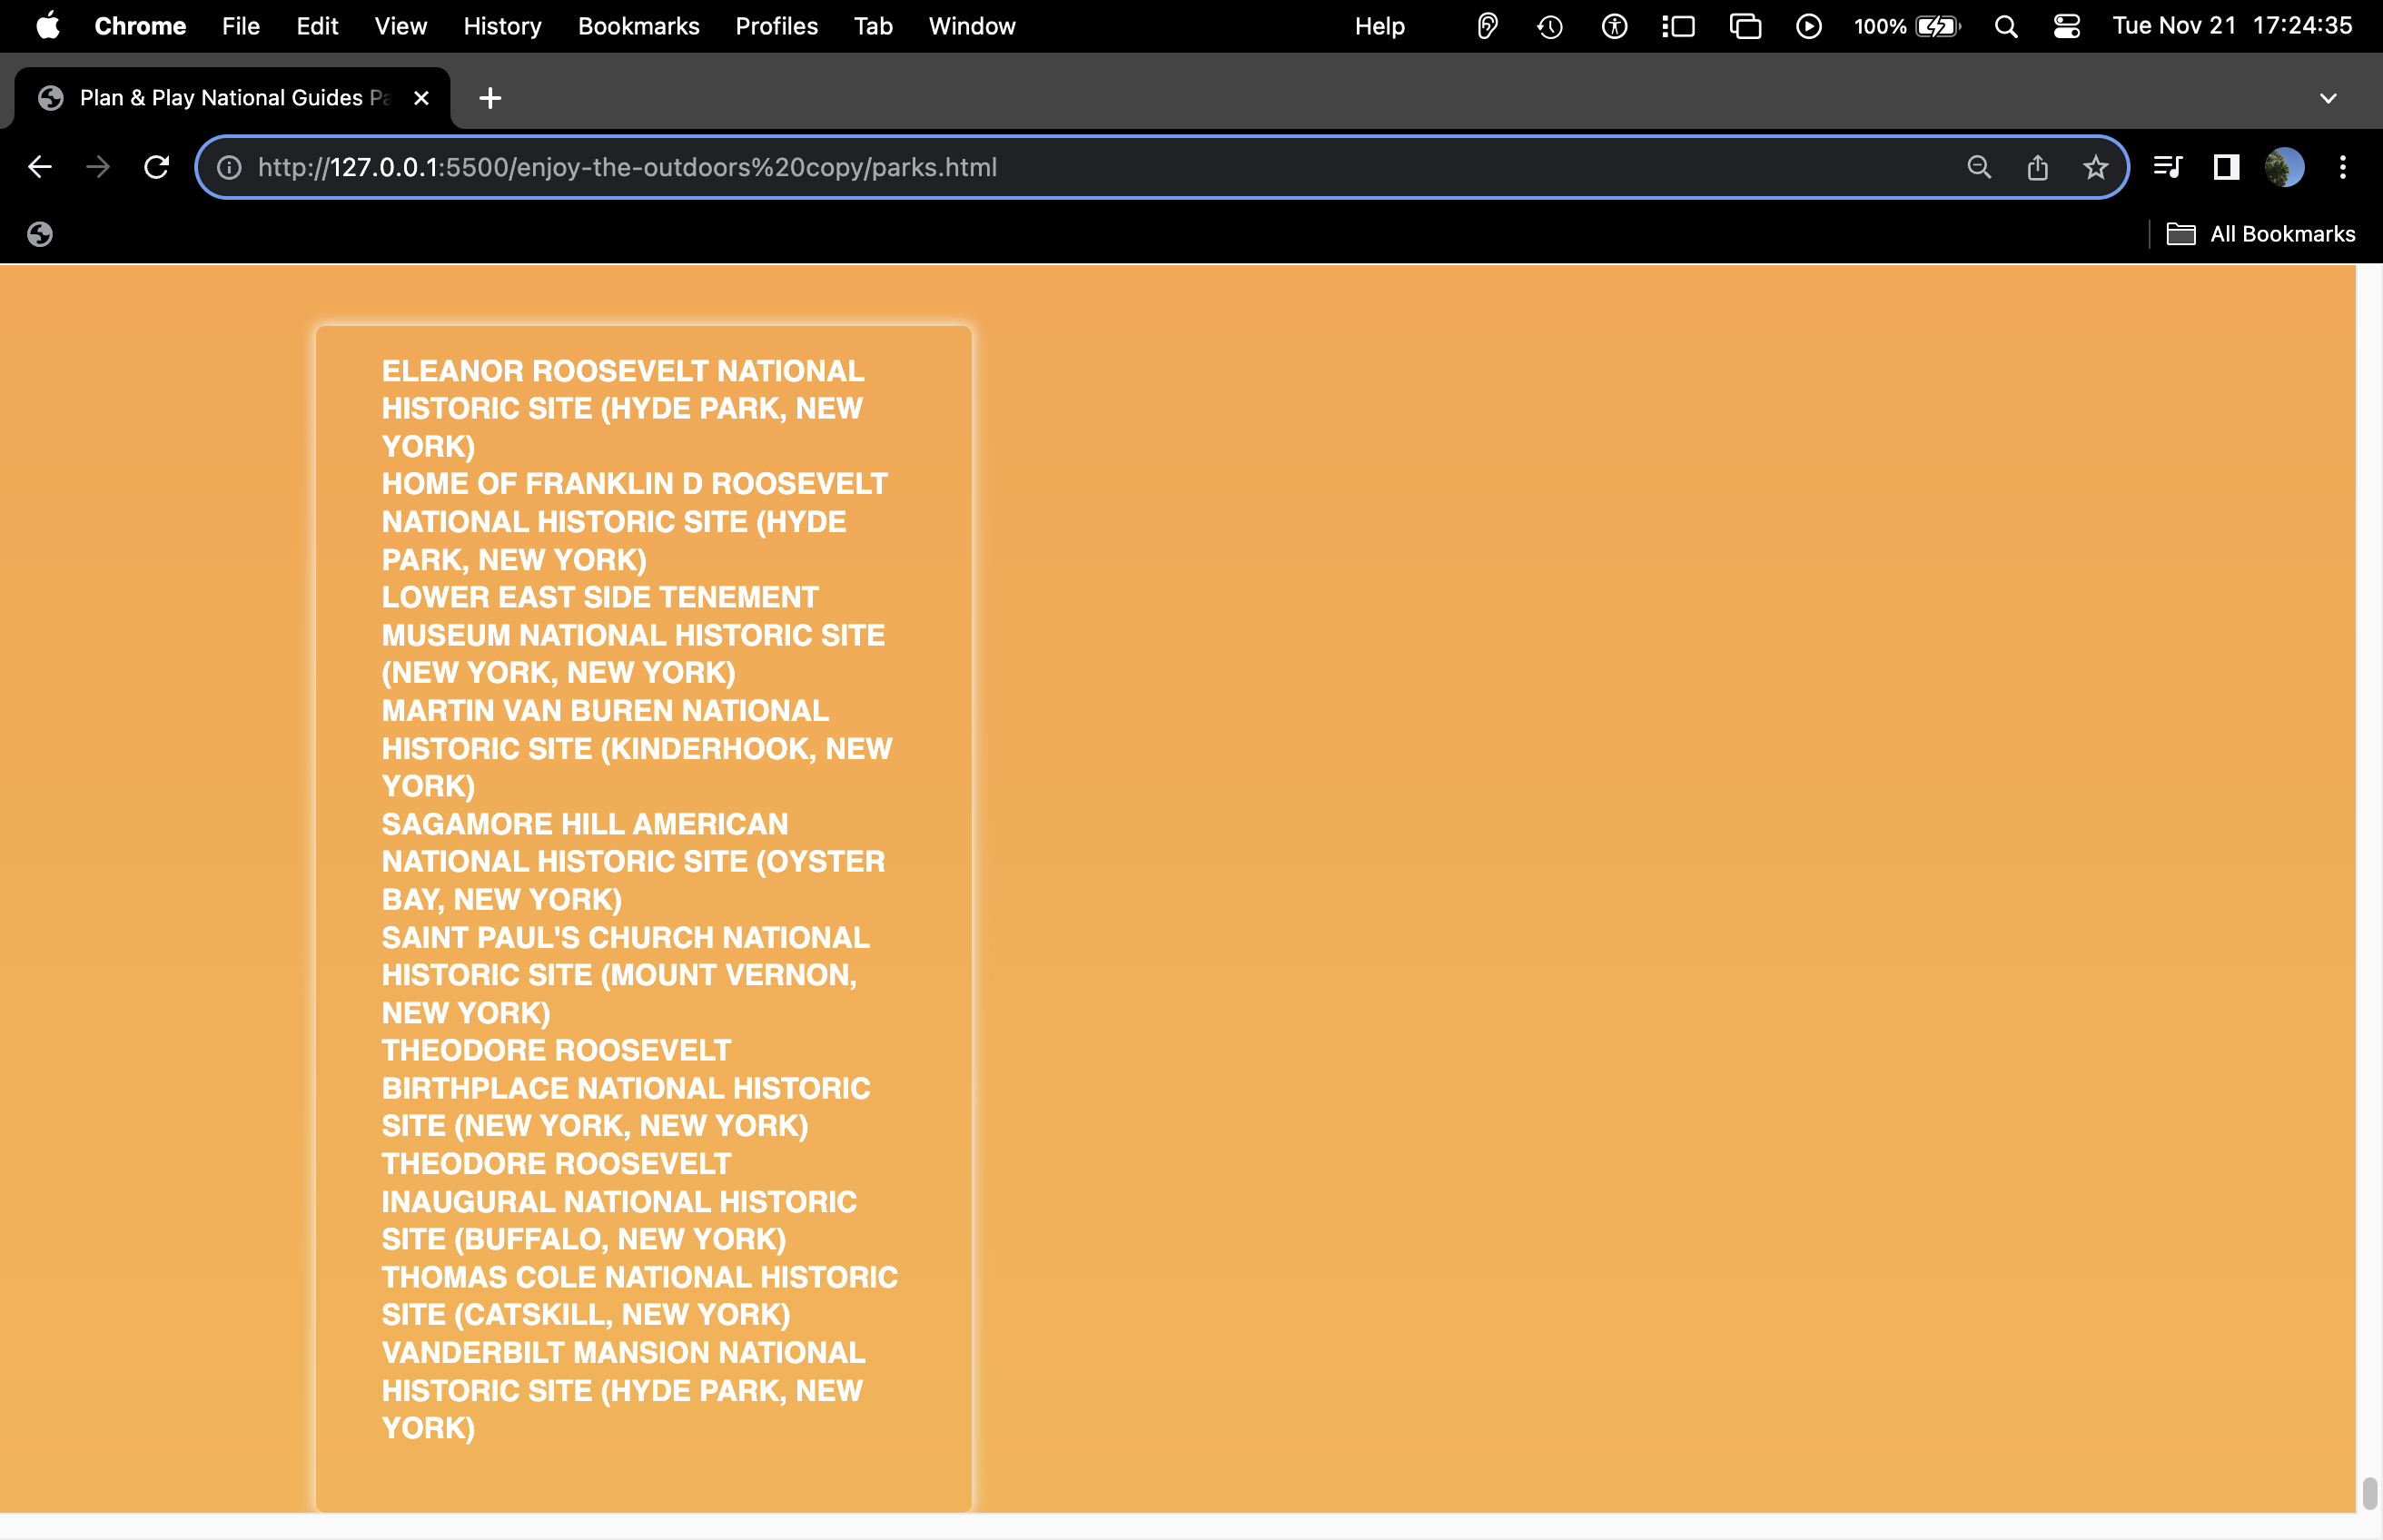 Chrome File Edit View History Bookmarks Profiles Tab Window Help 100% Tue Nov 21 17:24:35
Plan & Play National Guides
http://127.0.0.1:5500/enjoy-the-outdoors%20copy/parks.html
All Bookmarks
ELEANOR ROOSEVELT NATIONAL
HISTORIC SITE (HYDE PARK, NEW
YORK)
HOME OF FRANKLIN D ROOSEVELT
NATIONAL HISTORIC SITE (HYDE
PARK, NEW YORK)
LOWER EAST SIDE TENEMENT
MUSEUM NATIONAL HISTORIC SITE
(NEW YORK, NEW YORK)
MARTIN VAN BUREN NATIONAL
HISTORIC SITE (KINDERHOOK, NEW
YORK)
SAGAMORE HILL AMERICAN
NATIONAL HISTORIC SITE (OYSTER
BAY, NEW YORK)
SAINT PAUL'S CHURCH NATIONAL
HISTORIC SITE (MOUNT VERNON,
NEW YORK)
THEODORE ROOSEVELT
BIRTHPLACE NATIONAL HISTORIC
SITE (NEW YORK, NEW YORK)
THEODORE ROOSEVELT
INAUGURAL NATIONAL HISTORIC
SITE (BUFFALO, NEW YORK)
THOMAS COLE NATIONAL HISTORIC
SITE (CATSKILL, NEW YORK)
VANDERBILT MANSION NATIONAL
HISTORIC SITE (HYDE PARK, NEW
YORK)